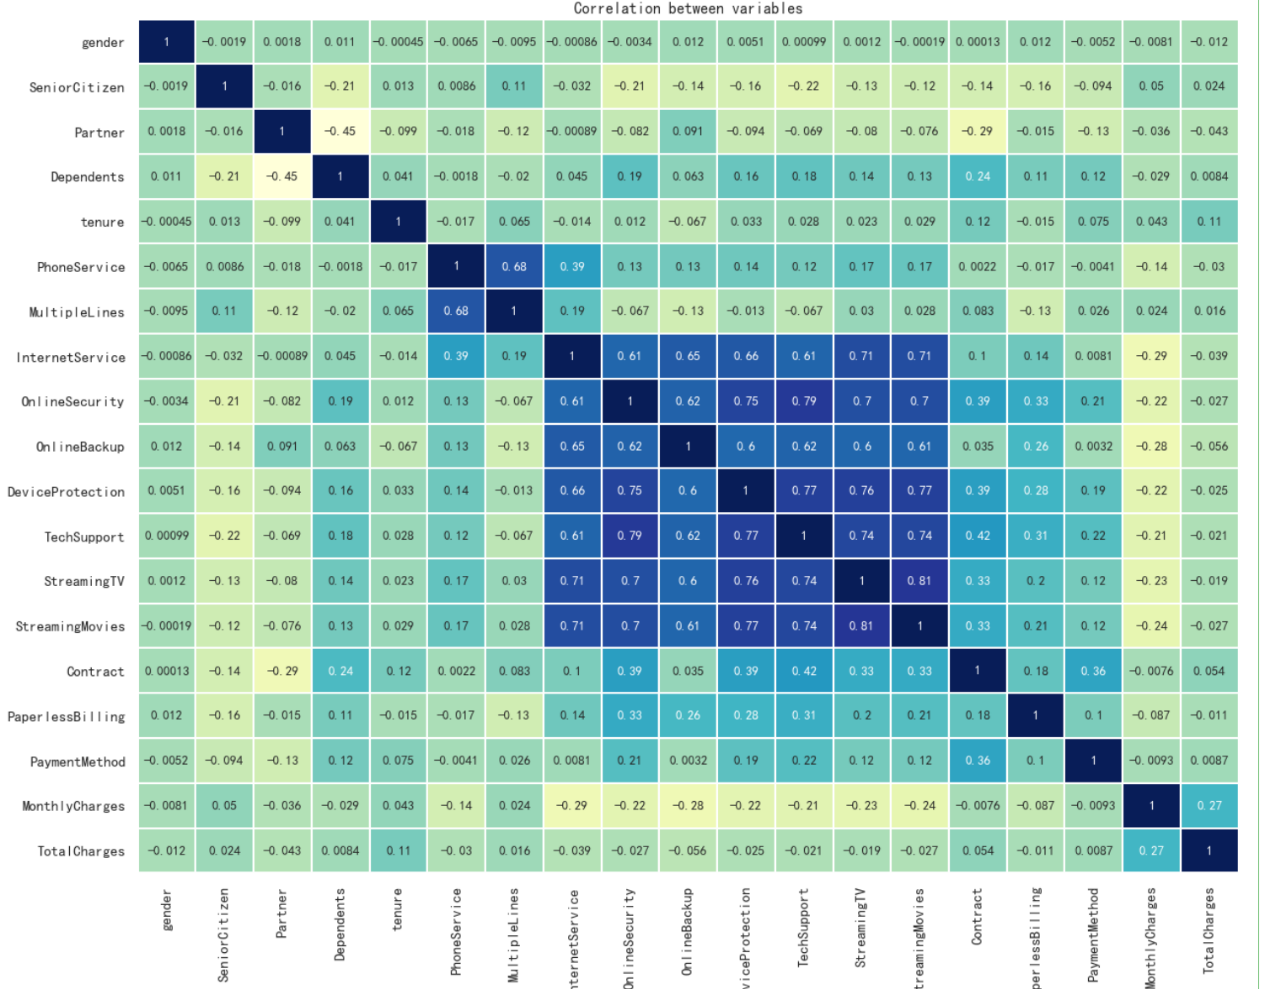 Correlation between variables
gender 1 -0.0019 0.0018 0.011 -0.00045 -0.0065 -0.0095 -0.00086 -0.0034 0.012 0.0051 0.00099 0.0012 -0.00019 0.00013 0.012 -0.0052 -0.0081 -0.012
SeniorCitizen -0.0019 1 -0.016 -0.21 0.013 0.0086 0.11 -0.032 -0.21 -0.14 -0.16 -0.22 -0.13 -0.12 -0.14 -0.16 -0.094 0.05 0.024
Partner 0.0018 -0.016 1 -0.45 -0.099 -0.018 -0.12 -0.00089 -0.082 0.091 -0.094 -0.069 -0.08 -0.076 -0.29 -0.015 -0.13 -0.036 -0.043
Dependents 0.011 -0.21 -0.45 1 0.041 -0.0018 -0.02 0.045 0.19 0.063 0.16 0.18 0.14 0.13 0.24 0.11 0.12 -0.029 0.0084
tenure -0.00045 0.013 -0.099 0.041 1 -0.017 0.065 -0.014 0.012 -0.067 0.033 0.028 0.023 0.029 0.12 -0.015 0.075 0.043 0.11
PhoneService -0.0065 0.0086 -0.018 -0.0018 -0.017 1 0.68 0.39 0.13 0.13 0.14 0.12 0.17 0.17 0.0022 -0.017 -0.0041 -0.14 -0.03
MultipleLines -0.0095 0.11 -0.12 -0.02 0.065 0.68 1 0.19 -0.067 -0.13 -0.013 -0.067 0.03 0.028 0.083 -0.13 0.026 0.024 0.016
InternetService -0.00086 -0.032 -0.00089 0.045 -0.014 0.39 0.19 1 0.61 0.65 0.66 0.61 0.71 0.71 0.1 0.14 0.0081 -0.29 -0.039
OnlineSecurity -0.0034 -0.21 -0.082 0.19 0.012 0.13 -0.067 0.61 1 0.62 0.75 0.79 0.7 0.7 0.39 0.33 0.21 -0.22 -0.027
OnlineBackup 0.012 -0.14 0.091 0.063 -0.067 0.13 -0.13 0.65 0.62 1 0.6 0.62 0.6 0.61 0.035 0.26 0.0032 -0.28 -0.056
DeviceProtection 0.0051 -0.16 -0.094 0.16 0.033 0.14 -0.013 0.66 0.75 0.6 1 0.77 0.76 0.77 0.39 0.28 0.19 -0.22 -0.025
TechSupport 0.00099 -0.22 -0.069 0.18 0.028 0.12 -0.067 0.61 0.79 0.62 0.77 1 0.74 0.74 0.42 0.31 0.22 -0.21 -0.021
StreamingTV 0.0012 -0.13 -0.08 0.14 0.023 0.17 0.03 0.71 0.7 0.6 0.76 0.74 1 0.81 0.33 0.2 0.12 -0.23 -0.019
StreamingMovies -0.00019 -0.12 -0.076 0.13 0.029 0.17 0.028 0.71 0.7 0.61 0.77 0.74 0.81 1 0.33 0.21 0.12 -0.24 -0.027
Contract 0.00013 -0.14 -0.29 0.24 0.12 0.0022 0.083 0.1 0.39 0.035 0.39 0.42 0.33 0.33 1 0.18 0.36 -0.0076 0.054
PaperlessBilling 0.012 -0.16 -0.015 0.11 -0.015 -0.017 -0.13 0.14 0.33 0.26 0.28 0.31 0.2 0.21 0.18 1 0.1 -0.087 -0.011
PaymentMethod -0.0052 -0.094 -0.13 0.12 0.075 -0.0041 0.026 0.0081 0.21 0.0032 0.19 0.22 0.12 0.12 0.36 0.1 1 -0.0093 0.0087
MonthlyCharges -0.0081 0.05 -0.036 -0.029 0.043 -0.14 0.024 -0.29 -0.22 -0.28 -0.22 -0.21 -0.23 -0.24 -0.0076 -0.087 -0.0093 1 0.27
TotalCharges -0.012 0.024 -0.043 0.0084 0.11 -0.03 0.016 -0.039 -0.027 -0.056 -0.025 -0.021 -0.019 -0.027 0.054 -0.011 0.0087 0.27 1
gender SeniorCitizen Partner Dependents tenure PhoneService MultipleLines nternetService OnlineSecurity OnlineBackup viceProtection TechSupport StreamingTV treamingMovies Contract perlessBilling PaymentMethod MonthlyCharges TotalCharges